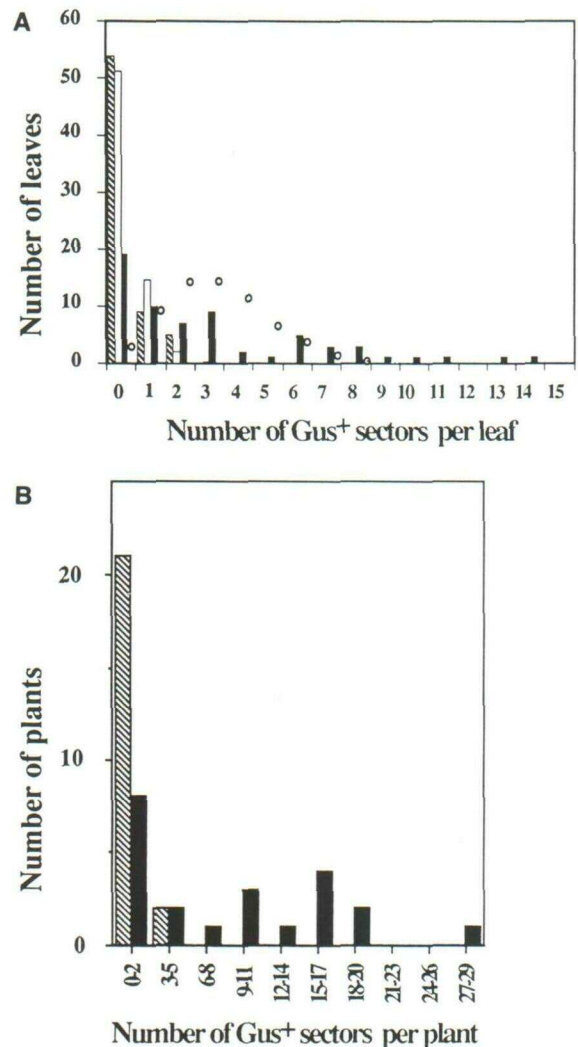 A
Number of leaves
60
50
40
30
20
10
0
0 1 2 3 4 5 6 7 8 9 10 11 12 13 14 15
Number of Gus+ sectors per leaf
B
Number of plants
20
10
0
0-2 3-5 6-8 9-11 12-14 15-17 18-20 21-23 24-26 27-29
Number of Gus+ sectors per plant